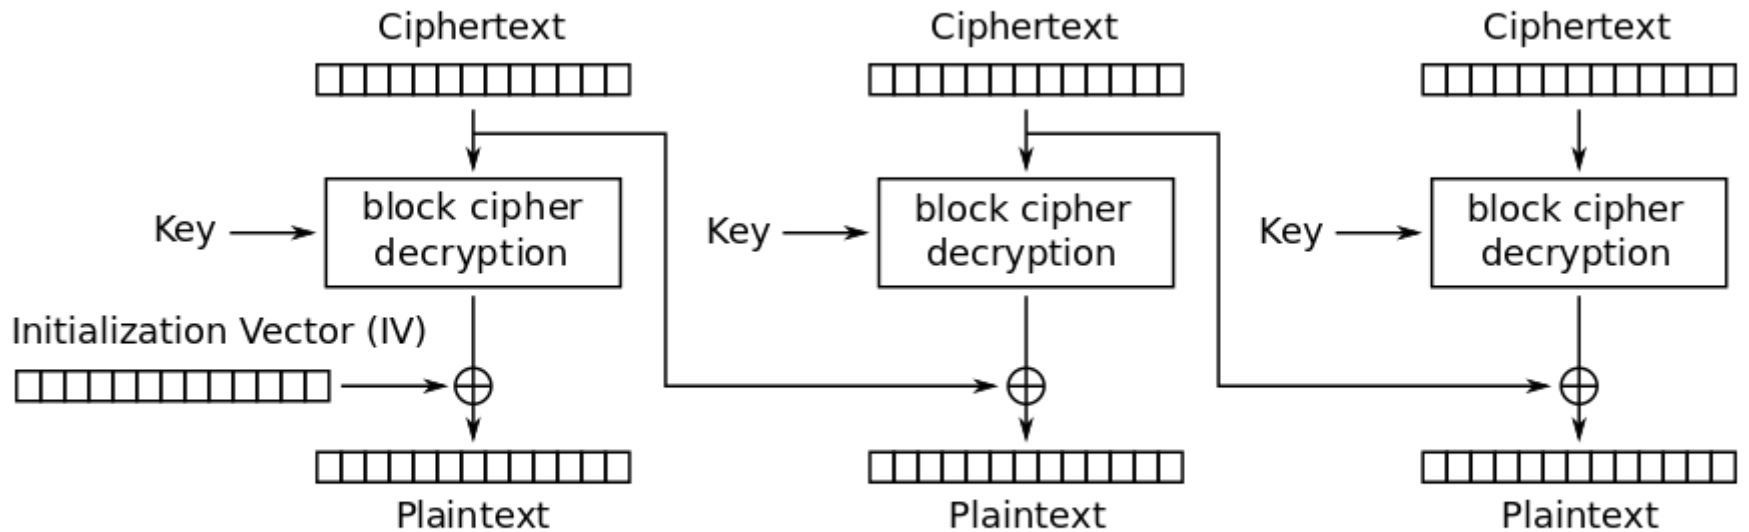 Ciphertext
Ciphertext
Ciphertext
block cipher
decryption
Key
block cipher
decryption
Key
block cipher
decryption
Key
Initialization Vector (IV)
Plaintext
Plaintext
Plaintext